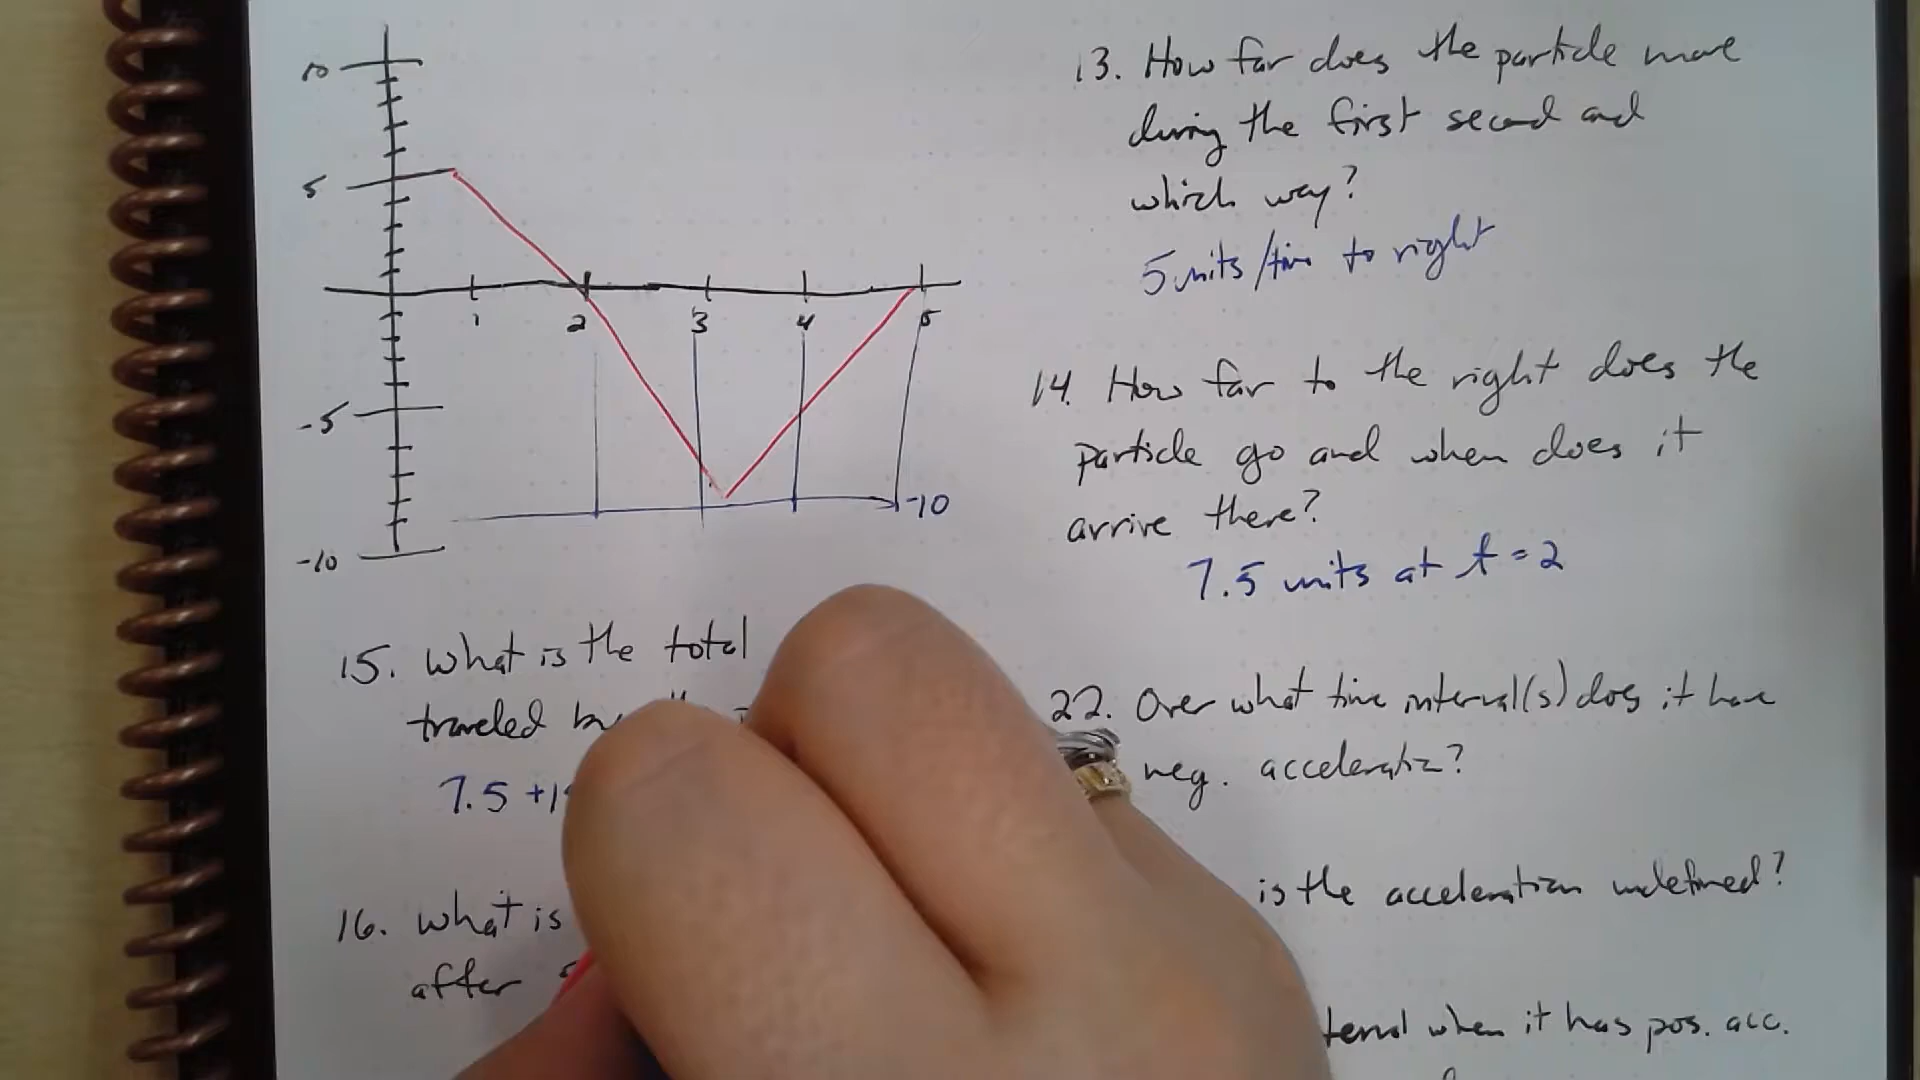 10
5
-5
-10
1 2 3 4 5
-10
13. How far does the particle move
during the first second and
which way?
5 units/time to right
14. How far to the right does the
particle go and when does it
arrive there?
7.5 units at t = 2
15. What is the total
traveled
7.5 +
16. What is
after
22. Over what time interval(s) does it have
neg. acceleration?
is the acceleration undefined?
when it has pos. acc.